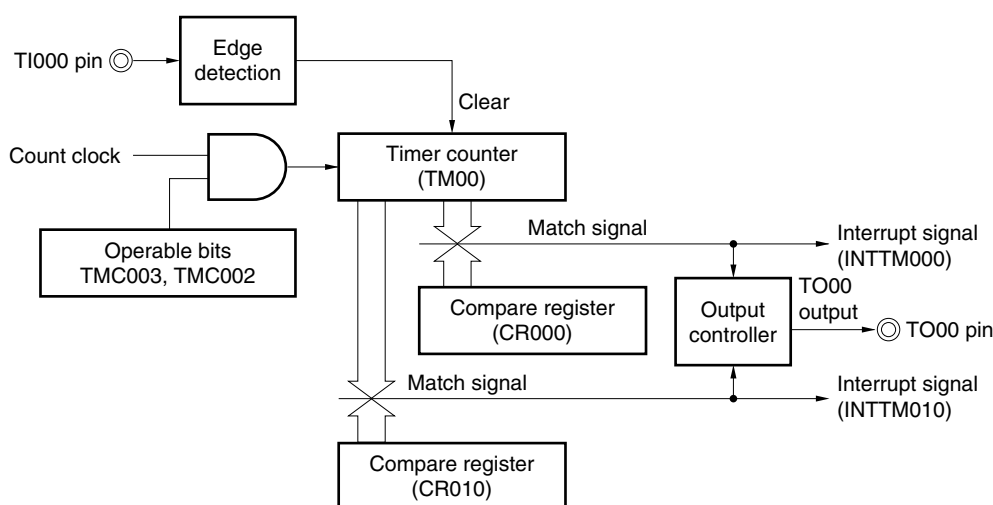 TI000 pin
Edge
detection
Clear
Count clock
Timer counter
(TM00)
Operable bits
TMC003, TMC002
Match signal
Interrupt signal
(INTTM000)
Compare register
(CR000)
Output
controller
TO00
output
TO00 pin
Match signal
Interrupt signal
(INTTM010)
Compare register
(CR010)